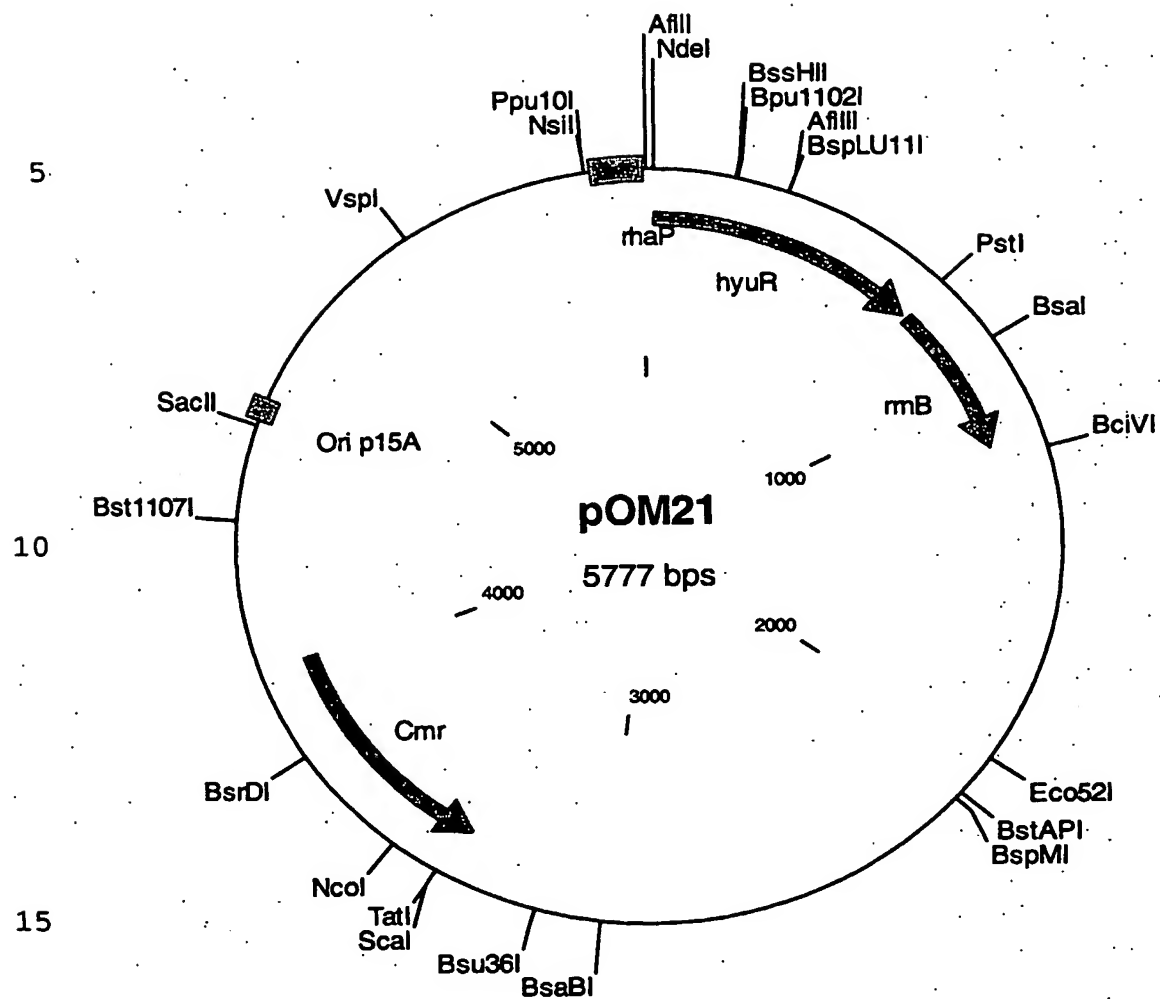 AflII
NdeI
BssHII
Bpu1102I
Ppu10I
NsiI
AflIII
BspLU11I
5
VspI
rhaP
PstI
hyuR
BsaI
I
SacII
rrnB
BciVI
Ori p15A
5000
1000
Bst1107I
pOM21
10
5777 bps
4000
2000
3000
Cmr
BsrDI
Eco52I
BstAPI
BspMI
NcoI
TatI
15
ScaI
Bsu36I
BsaBI